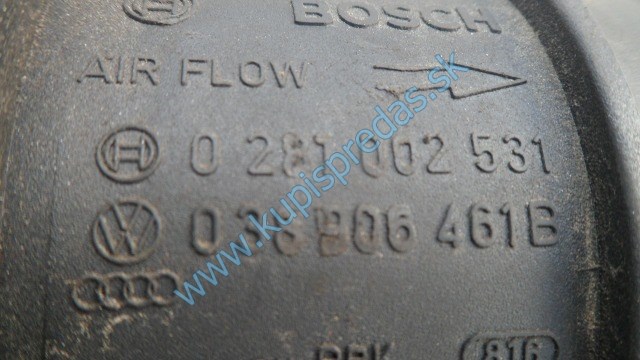 BOSCH
AIR FLOW
0 281 002 531
038 906 461B
www.kupispredas.sk
816